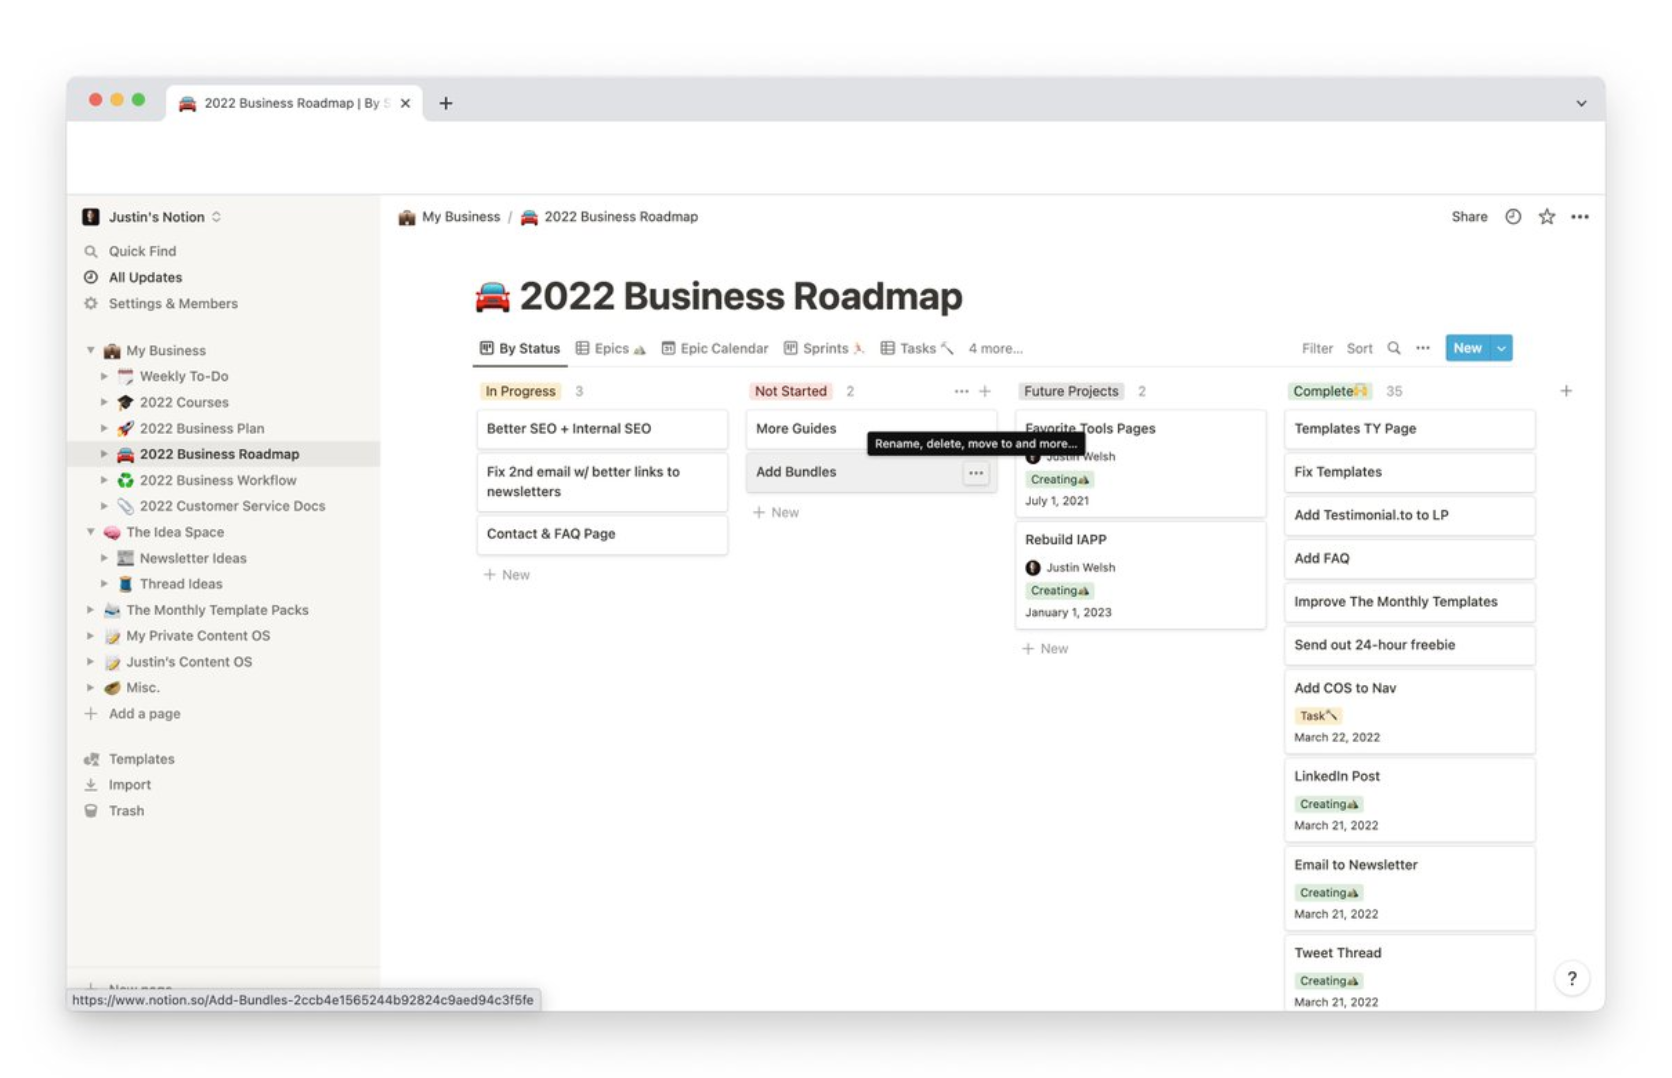 2022 Business Roadmap | By S
Justin's Notion
Quick Find
All Updates
Settings & Members
My Business
Weekly To-Do
2022 Courses
2022 Business Plan
2022 Business Roadmap
2022 Business Workflow
2022 Customer Service Docs
The Idea Space
Newsletter Ideas
Thread Ideas
The Monthly Template Packs
My Private Content OS
Justin's Content OS
Misc.
Add a page
Templates
Import
Trash
New page
https://www.notion.so/Add-Bundles-2ccb4e1565244b92824c9aed94c3f5fe
My Business / 2022 Business Roadmap
Share
2022 Business Roadmap
By Status Epics Epic Calendar Sprints Tasks 4 more...
Filter Sort New
In Progress 3
Better SEO + Internal SEO
Fix 2nd email w/ better links to
newsletters
Contact & FAQ Page
+ New
Not Started 2
More Guides
Rename, delete, move to and more...
Add Bundles
+ New
Future Projects 2
Favorite Tools Pages
Justin Welsh
Creating
July 1, 2021
Rebuild IAPP
Justin Welsh
Creating
January 1, 2023
+ New
Complete 35
Templates TY Page
Fix Templates
Add Testimonial.to to LP
Add FAQ
Improve The Monthly Templates
Send out 24-hour freebie
Add COS to Nav
Task
March 22, 2022
LinkedIn Post
Creating
March 21, 2022
Email to Newsletter
Creating
March 21, 2022
Tweet Thread
Creating
March 21, 2022
?